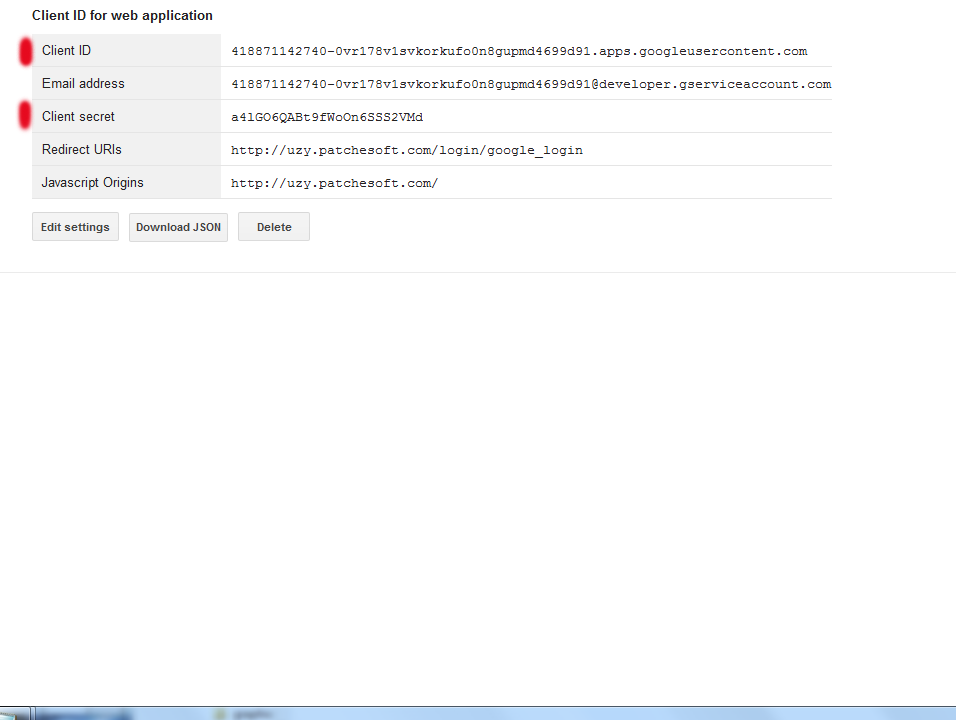 Client ID for web application
Client ID 418871142740-0vr178v1svkorkufo0n8gupmd4699d91.apps.googleusercontent.com
Email address 418871142740-0vr178v1svkorkufo0n8gupmd4699d91@developer.gserviceaccount.com
Client secret a4lGO6QABt9fWoOn6SSS2VMd
Redirect URIs http://uzy.patchesoft.com/login/google_login
Javascript Origins http://uzy.patchesoft.com/
Edit settings Download JSON Delete